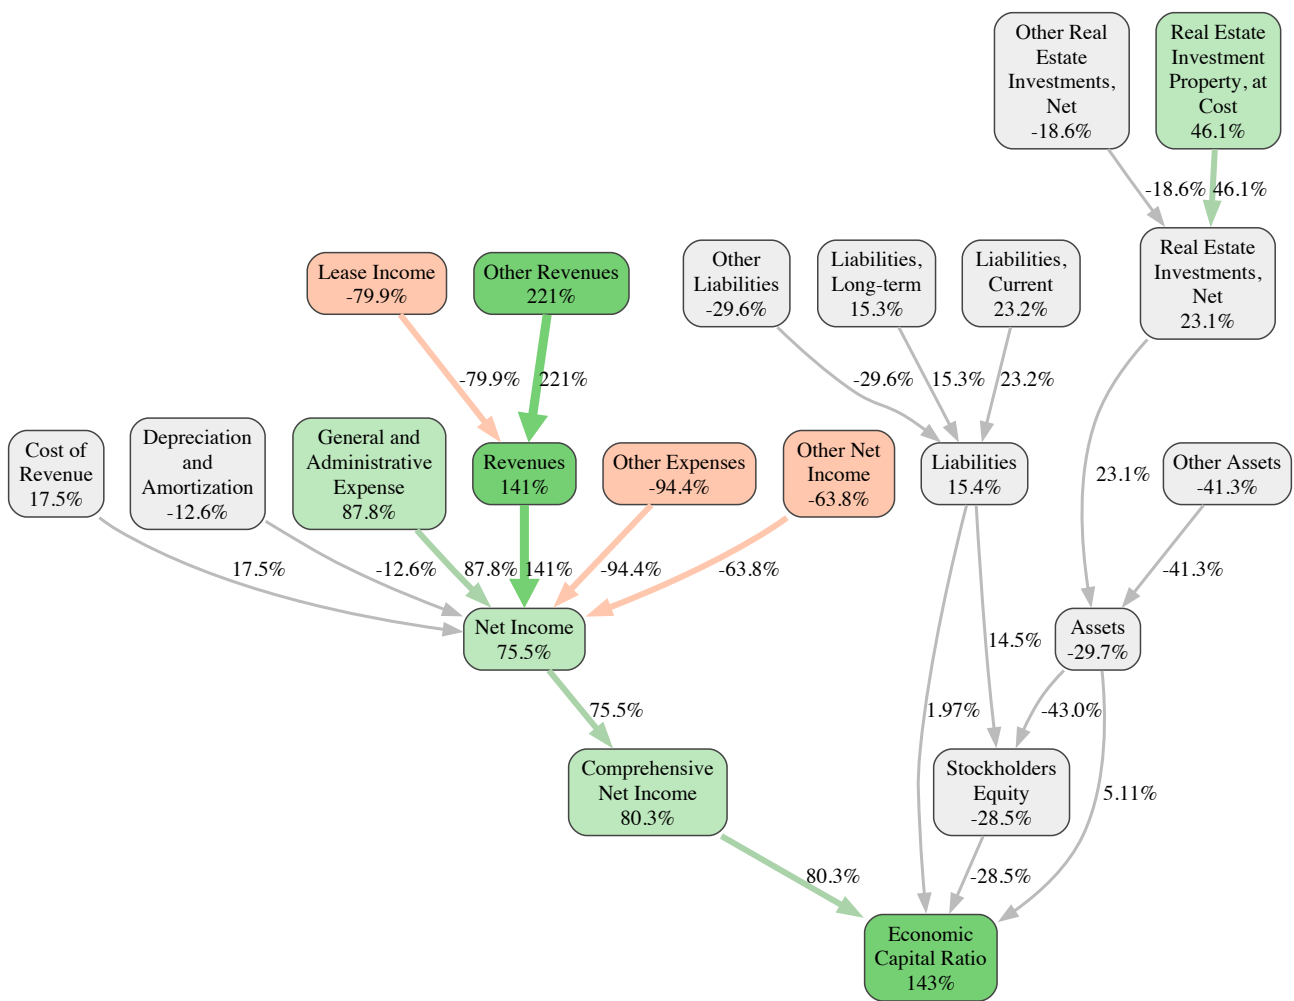 Other Real
Estate
Investments,
Net
-18.6%
Real Estate
Investment
Property, at
Cost
46.1%
-18.6%
46.1%
Lease Income
-79.9%
Other Revenues
221%
Other
Liabilities
-29.6%
Liabilities,
Long-term
15.3%
Liabilities,
Current
23.2%
Real Estate
Investments,
Net
23.1%
-79.9%
221%
-29.6%
15.3%
23.2%
Cost of
Revenue
17.5%
Depreciation
and
Amortization
-12.6%
General and
Administrative
Expense
87.8%
Revenues
141%
Other Expenses
-94.4%
Other Net
Income
-63.8%
Liabilities
15.4%
23.1%
Other Assets
-41.3%
17.5%
-12.6%
87.8%
141%
-94.4%
-63.8%
-41.3%
Net Income
75.5%
14.5%
Assets
-29.7%
75.5%
1.97%
-43.0%
Comprehensive
Net Income
80.3%
Stockholders
Equity
-28.5%
5.11%
80.3%
-28.5%
Economic
Capital Ratio
143%